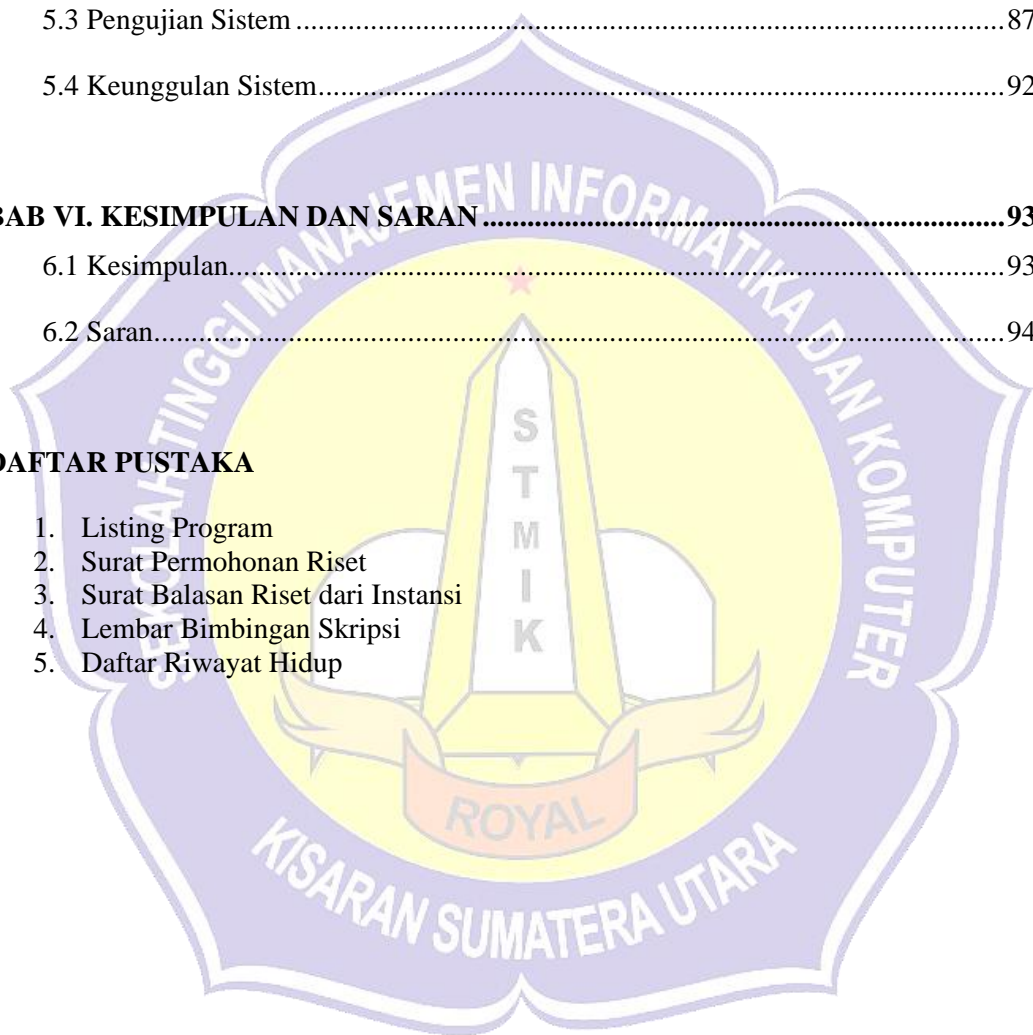 5.3 Pengujian Sistem ........................................................................ 87
5.4 Keunggulan Sistem........................................................................ 92
BAB VI. KESIMPULAN DAN SARAN ........................................................................ 93
6.1 Kesimpulan........................................................................ 93
6.2 Saran........................................................................ 94
DAFTAR PUSTAKA
1. Listing Program
2. Surat Permohonan Riset
3. Surat Balasan Riset dari Instansi
4. Lembar Bimbingan Skripsi
5. Daftar Riwayat Hidup
SEKOLAH TINGGI MANAJEMEN INFORMATIKA DAN KOMPUTER
STMIK
ROYAL
KISARAN SUMATERA UTARA